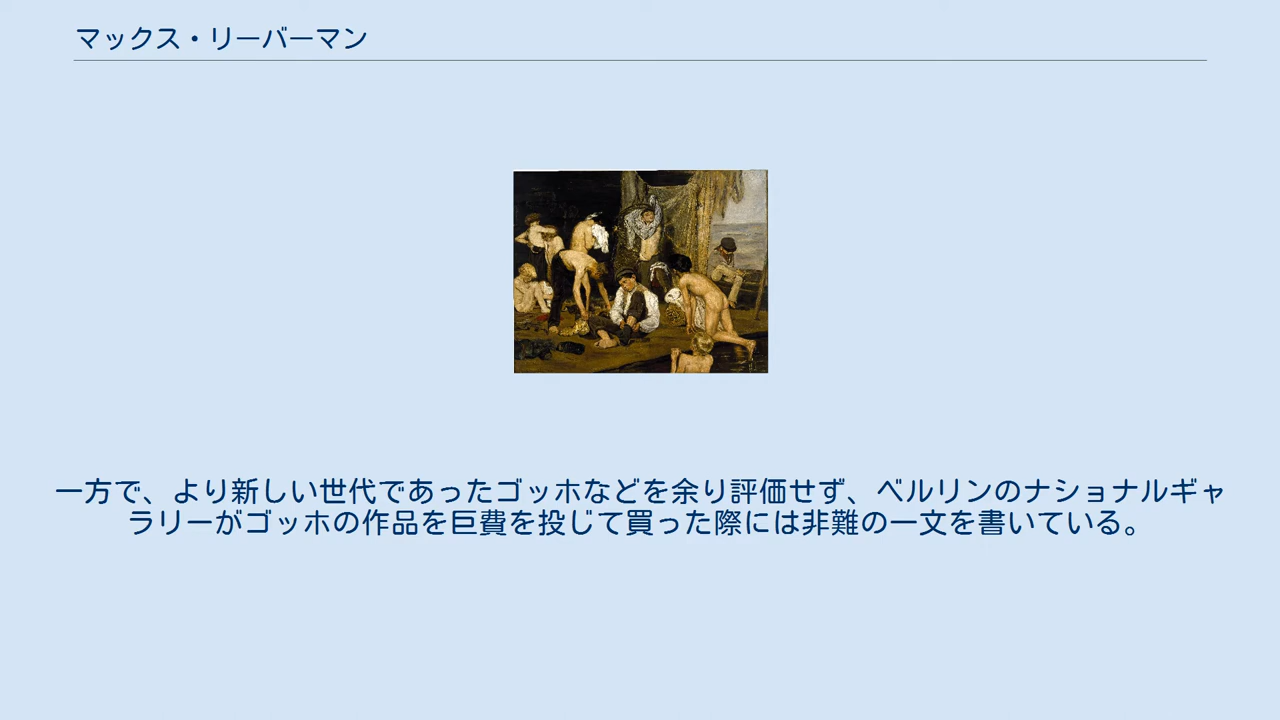 マックス・リーバーマン
一方で、より新しい世代であったゴッホなどを余り評価せず、ベルリンのナショナルギャ
ラリーがゴッホの作品を巨費を投じて買った際には非難の一文を書いている。